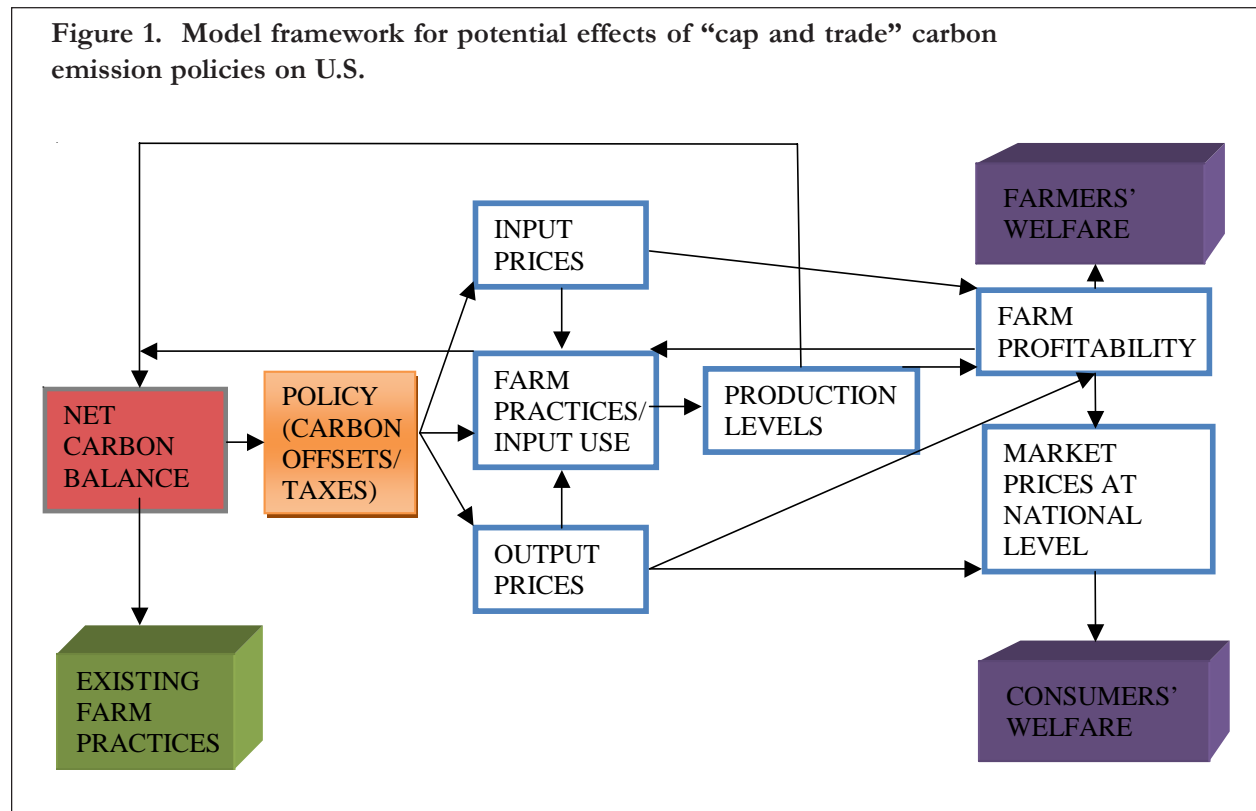 Figure 1. Model framework for potential effects of “cap and trade” carbon
emission policies on U.S.
FARMERS’
WELFARE
INPUT
PRICES
FARM
PROFITABILITY
NET
CARBON
BALANCE
POLICY
(CARBON
OFFSETS/
TAXES)
FARM
PRACTICES/
INPUT USE
PRODUCTION
LEVELS
MARKET
PRICES AT
NATIONAL
LEVEL
OUTPUT
PRICES
EXISTING
FARM
PRACTICES
CONSUMERS’
WELFARE